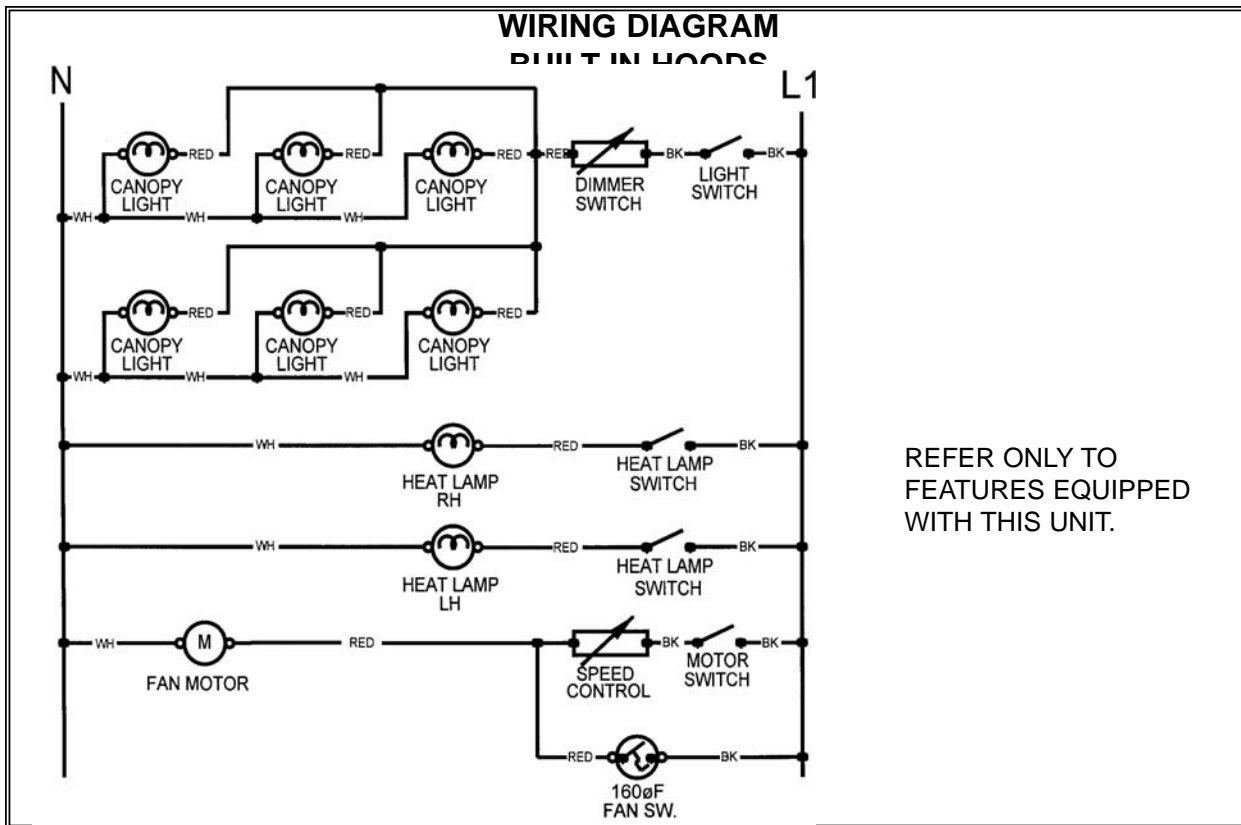 WIRING DIAGRAM
BUILT IN HOODS
N
L1
RED RED RED RED BK BK
CANOPY LIGHT
CANOPY LIGHT
CANOPY LIGHT
DIMMER SWITCH
LIGHT SWITCH
WH WH WH
RED RED RED
CANOPY LIGHT
CANOPY LIGHT
CANOPY LIGHT
WH WH WH
WH RED BK
HEAT LAMP RH
HEAT LAMP SWITCH
REFER ONLY TO
FEATURES EQUIPPED
WITH THIS UNIT.
WH RED BK
HEAT LAMP LH
HEAT LAMP SWITCH
WH M RED BK BK
FAN MOTOR
SPEED CONTROL
MOTOR SWITCH
RED BK
160øF
FAN SW.